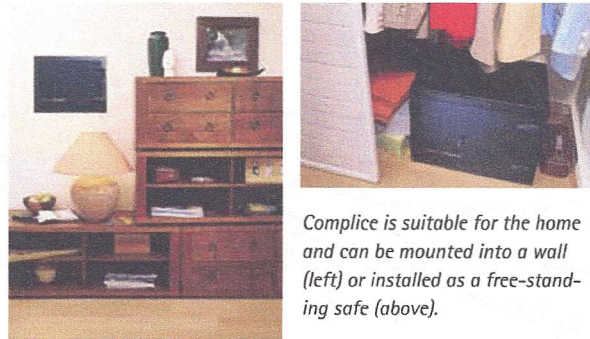 Complice is suitable for the home
and can be mounted into a wall
(left) or installed as a free-stand-
ing safe (above).